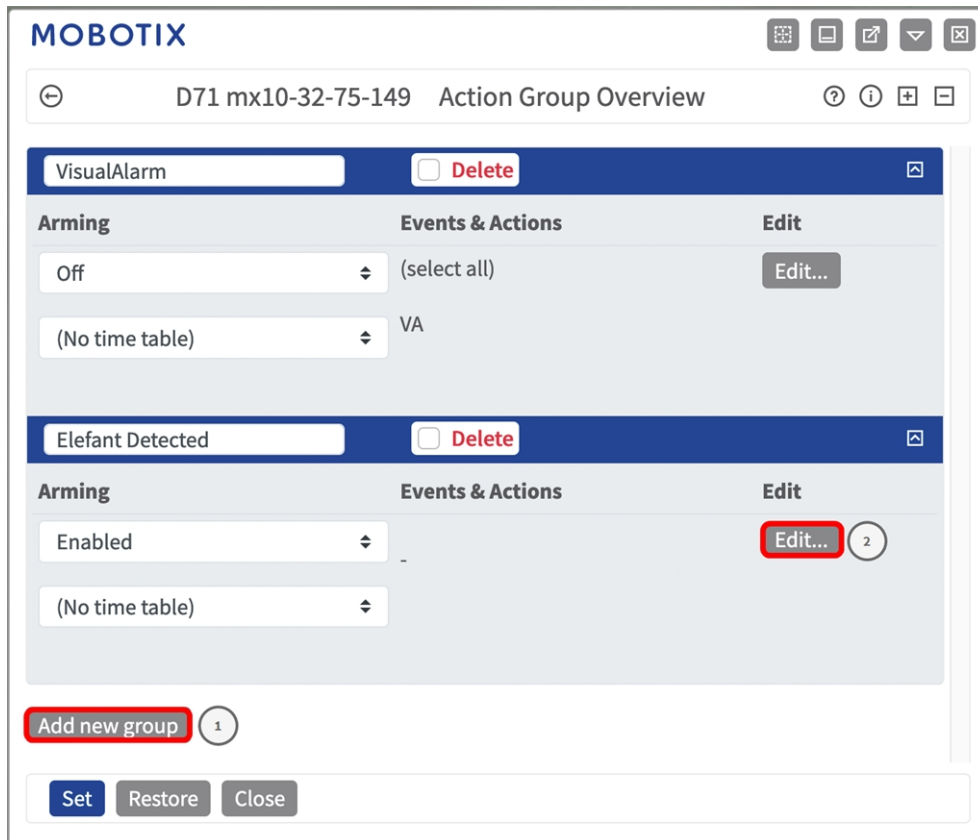 MOBOTIX
D71 mx10-32-75-149 Action Group Overview
VisualAlarm Delete
Arming Events & Actions Edit
Off (select all) Edit...
(No time table) VA
Elefant Detected Delete
Arming Events & Actions Edit
Enabled - Edit... 2
(No time table)
Add new group 1
Set Restore Close